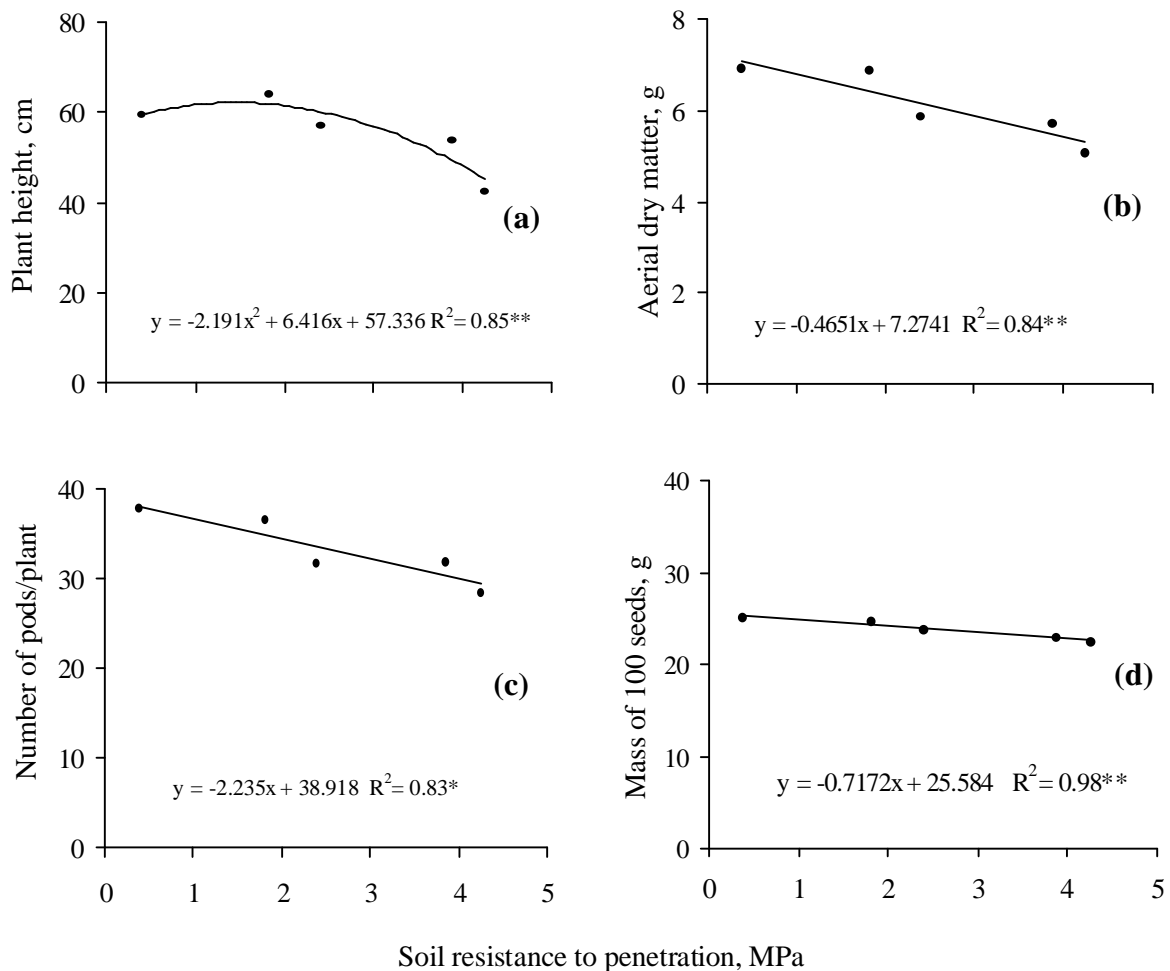 80
60
40
20
0
Plant height, cm
(a)
y = -2.191x² + 6.416x + 57.336 R² = 0.85**
8
6
4
2
0
Aerial dry matter, g
(b)
y = -0.4651x + 7.2741 R² = 0.84**
40
30
20
10
0
Number of pods/plant
(c)
y = -2.235x + 38.918 R² = 0.83*
0 1 2 3 4 5
40
30
20
10
0
Mass of 100 seeds, g
(d)
y = -0.7172x + 25.584 R² = 0.98**
0 1 2 3 4 5
Soil resistance to penetration, MPa